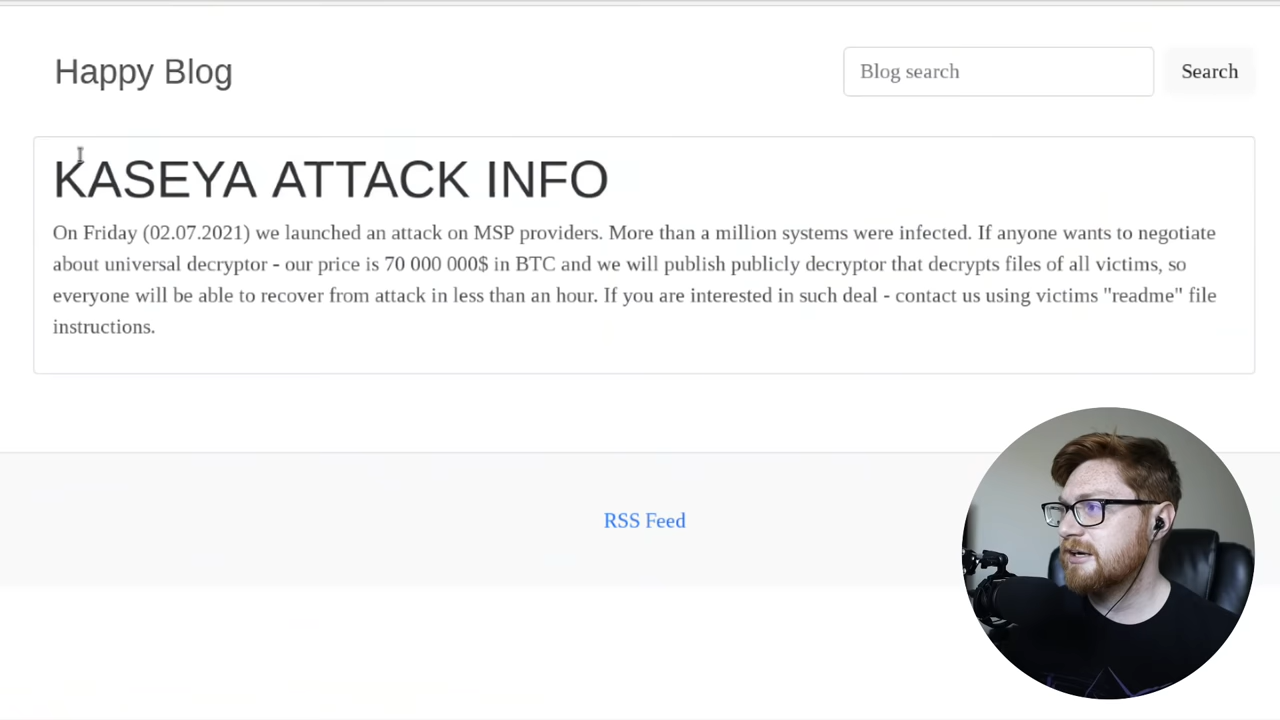 Happy Blog
Blog search
Search
KASEYA ATTACK INFO
On Friday (02.07.2021) we launched an attack on MSP providers. More than a million systems were infected. If anyone wants to negotiate
about universal decryptor - our price is 70 000 000$ in BTC and we will publish publicly decryptor that decrypts files of all victims, so
everyone will be able to recover from attack in less than an hour. If you are interested in such deal - contact us using victims "readme" file
instructions.
RSS Feed